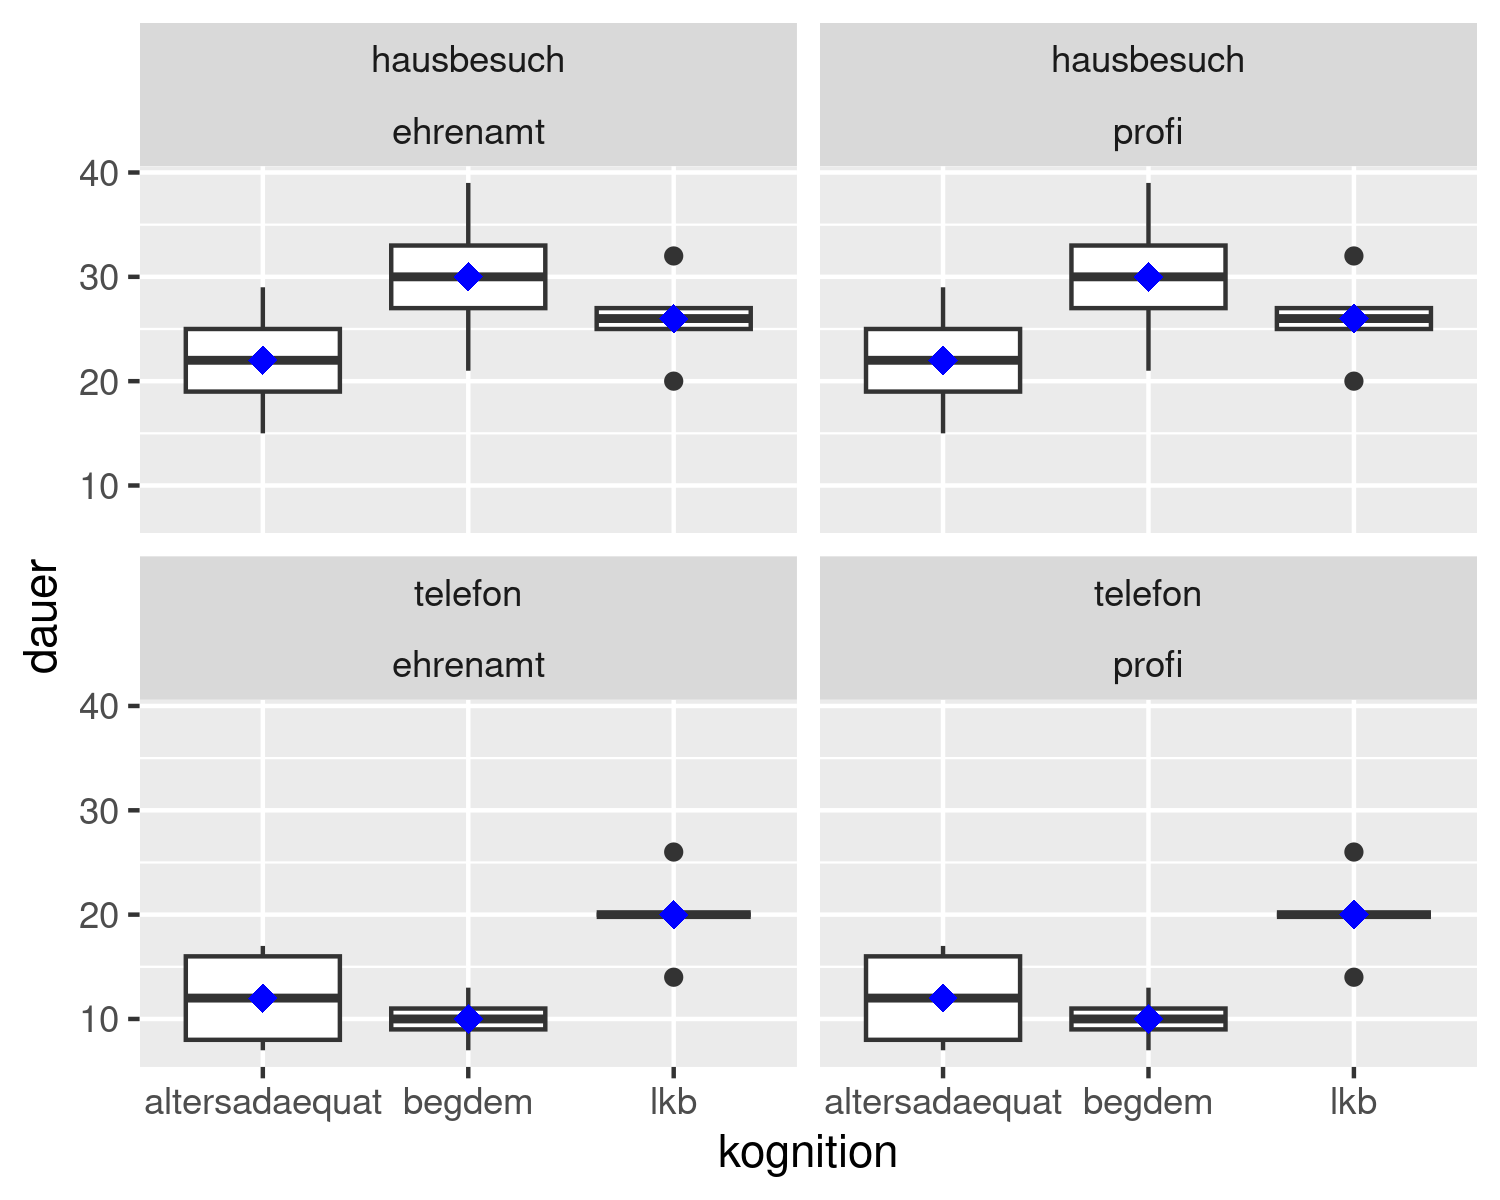 hausbesuch
ehrenamt
hausbesuch
profi
40
30
20
10
telefon
ehrenamt
telefon
profi
40
30
20
10
altersadaequat begdem lkb
altersadaequat begdem lkb
kognition
dauer